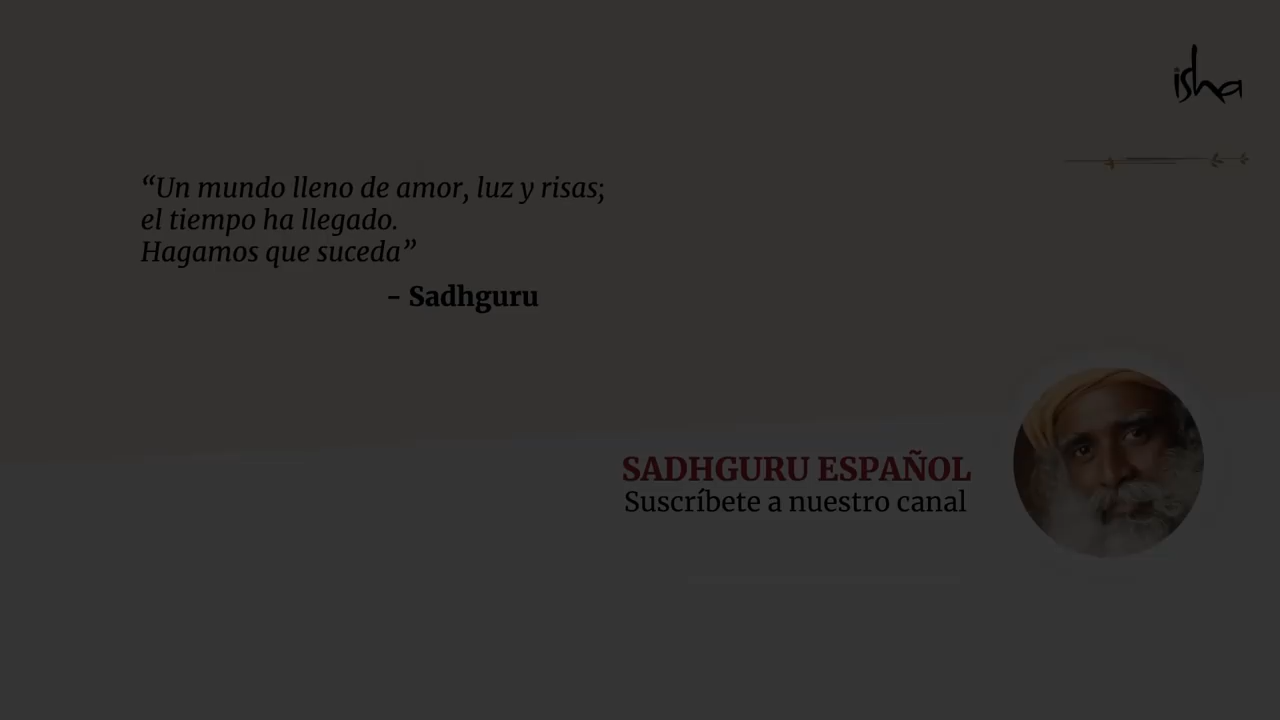 isha
“Un mundo lleno de amor, luz y risas;
el tiempo ha llegado.
Hagamos que suceda”
- Sadhguru
SADHGURU ESPAÑOL
Suscríbete a nuestro canal